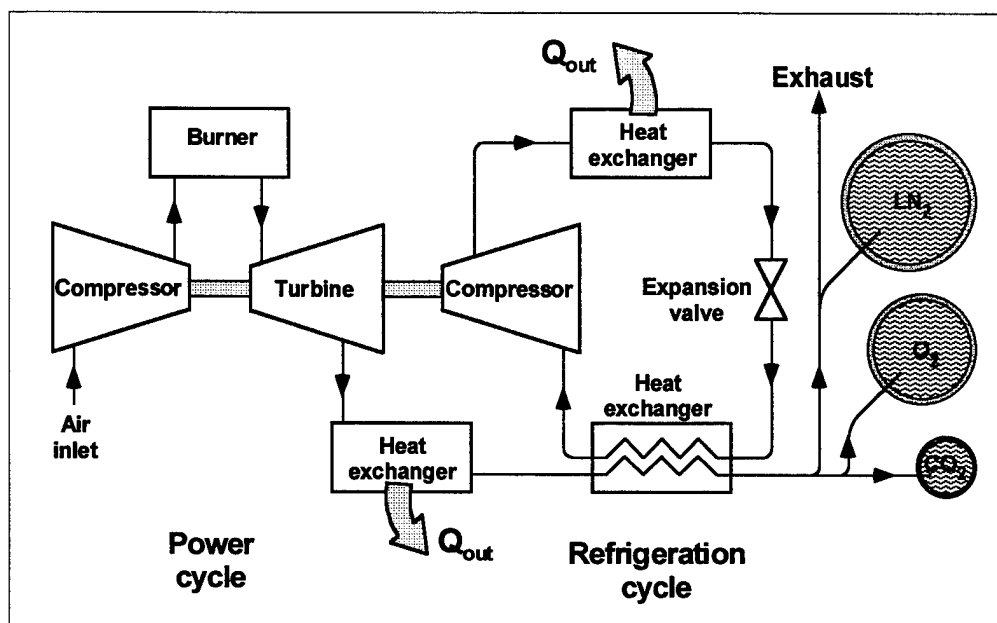 Q_out
Exhaust
Burner
Heat
exchanger
LN₂
Compressor
Turbine
Compressor
Expansion
valve
O₂
Heat
exchanger
Air
inlet
Heat
exchanger
CO₂
Q_out
Power
cycle
Refrigeration
cycle